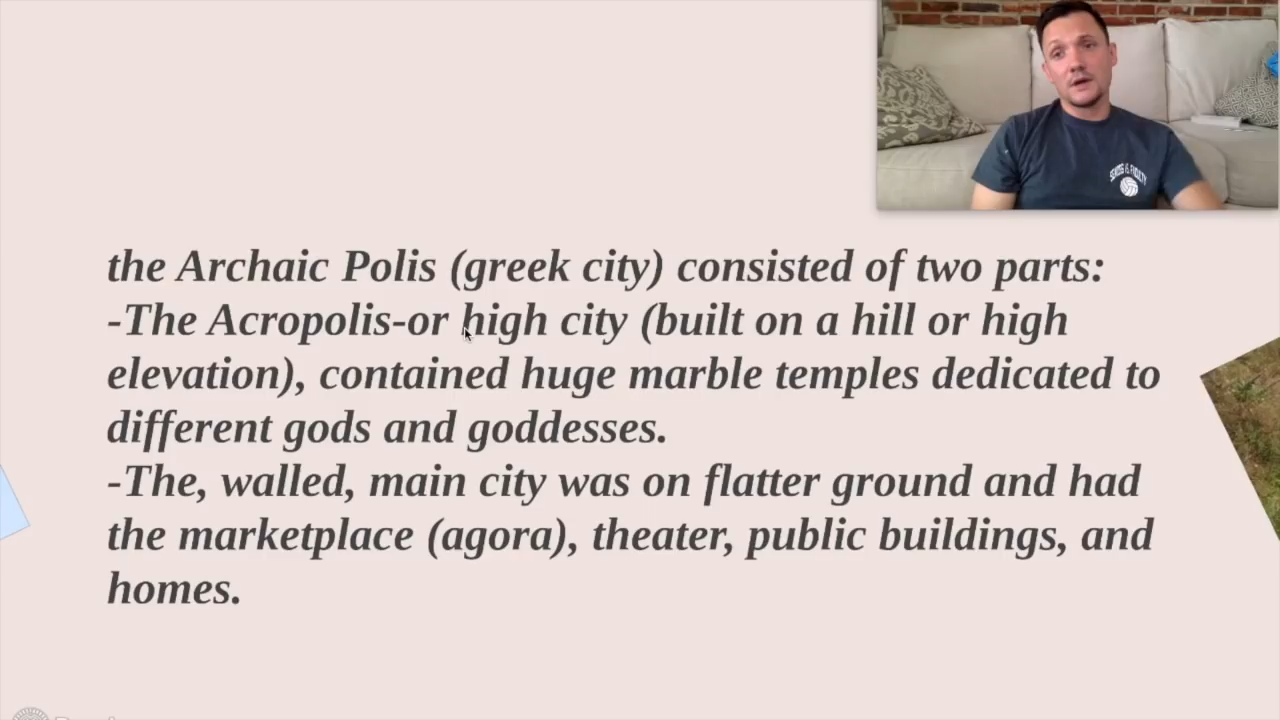 the Archaic Polis (greek city) consisted of two parts:
-The Acropolis-or high city (built on a hill or high
elevation), contained huge marble temples dedicated to
different gods and goddesses.
-The, walled, main city was on flatter ground and had
the marketplace (agora), theater, public buildings, and
homes.